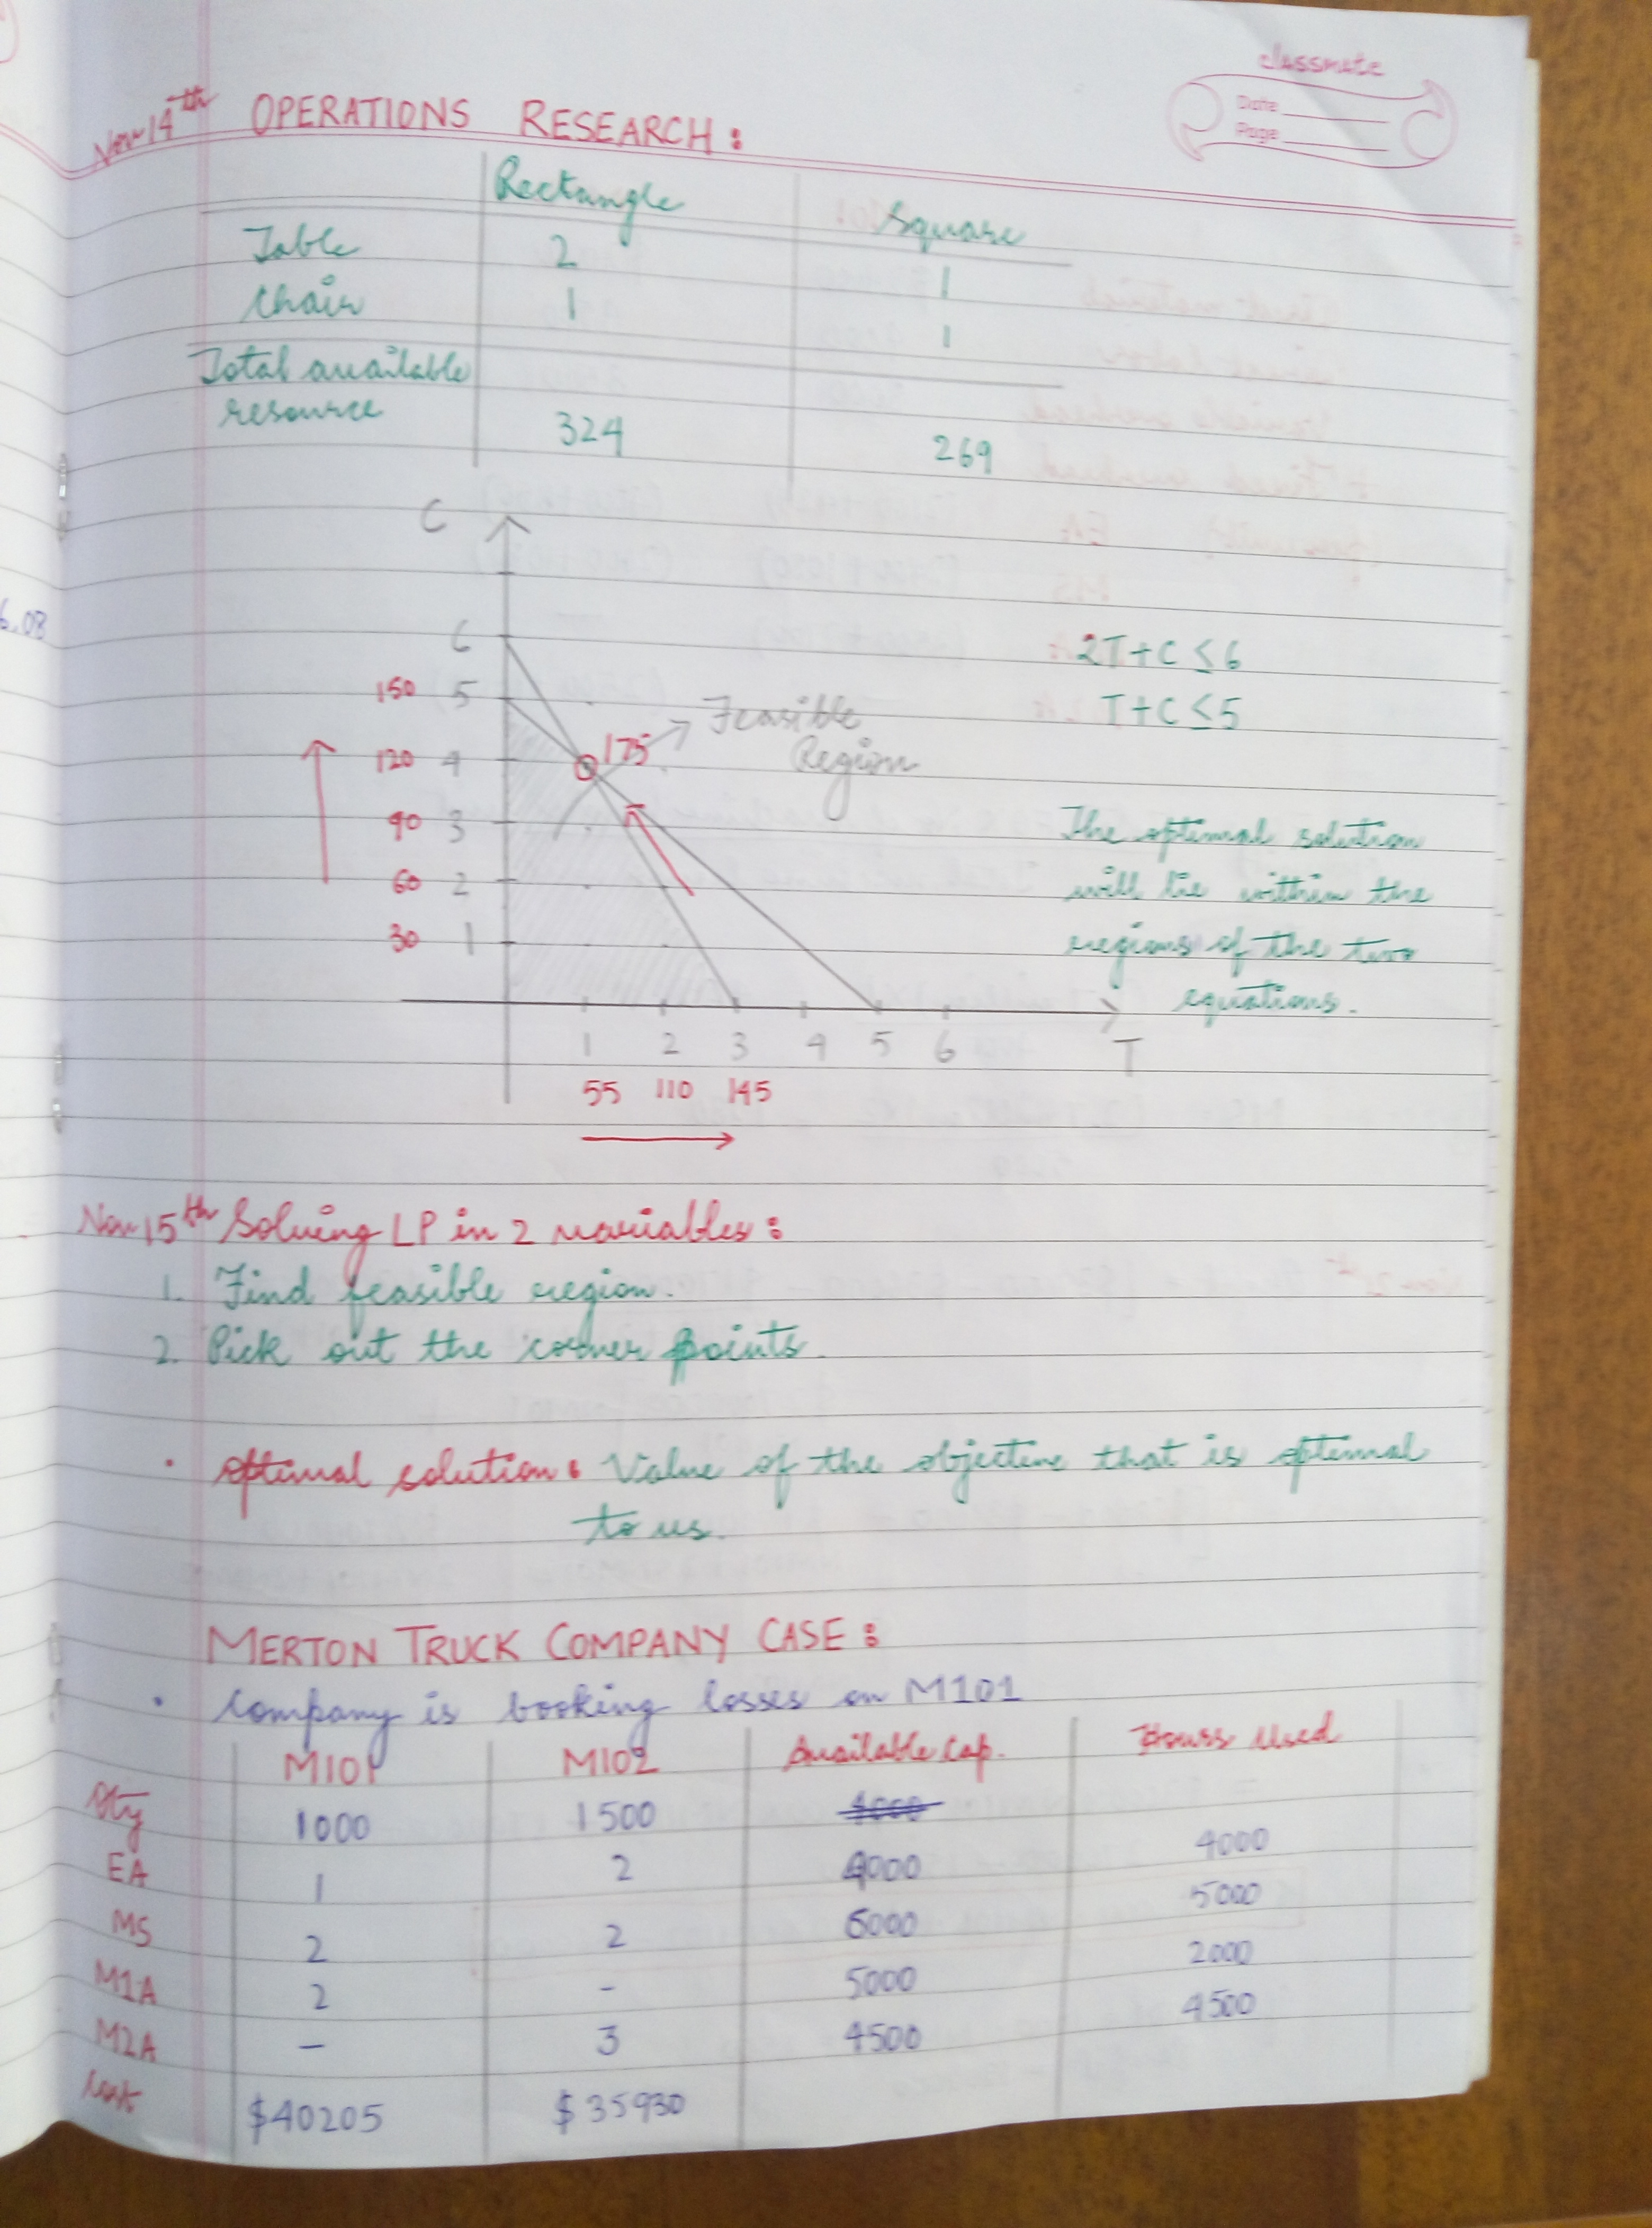 classmate
Date
Page
Nov 14th OPERATIONS RESEARCH :
Rectangle Square
Table 2 1
Chair 1 1
Total available
resource 324 269
C
6
150 5
120 4
90 3
60 2
30 1
175
Feasible
Region
2T+C ≤ 6
T+C ≤ 5
The optimal solution
will lie within the
regions of the two
equations.
1 2 3 4 5 6 T
55 110 145
6.08
Nov 15th Solving LP in 2 variables :
1. Find feasible region.
2. Pick out the corner points.
• optimal solution : Value of the objective that is optimal
to us.
MERTON TRUCK COMPANY CASE :
• Company is booking losses on M101
M101 M102 Available Cap. Hours Used
Qty 1000 1500
EA 1 2 4000 4000
MS 2 2 6000 5000
M1A 2 - 5000 2000
M2A - 3 4500 4500
Cost $40205 $35930